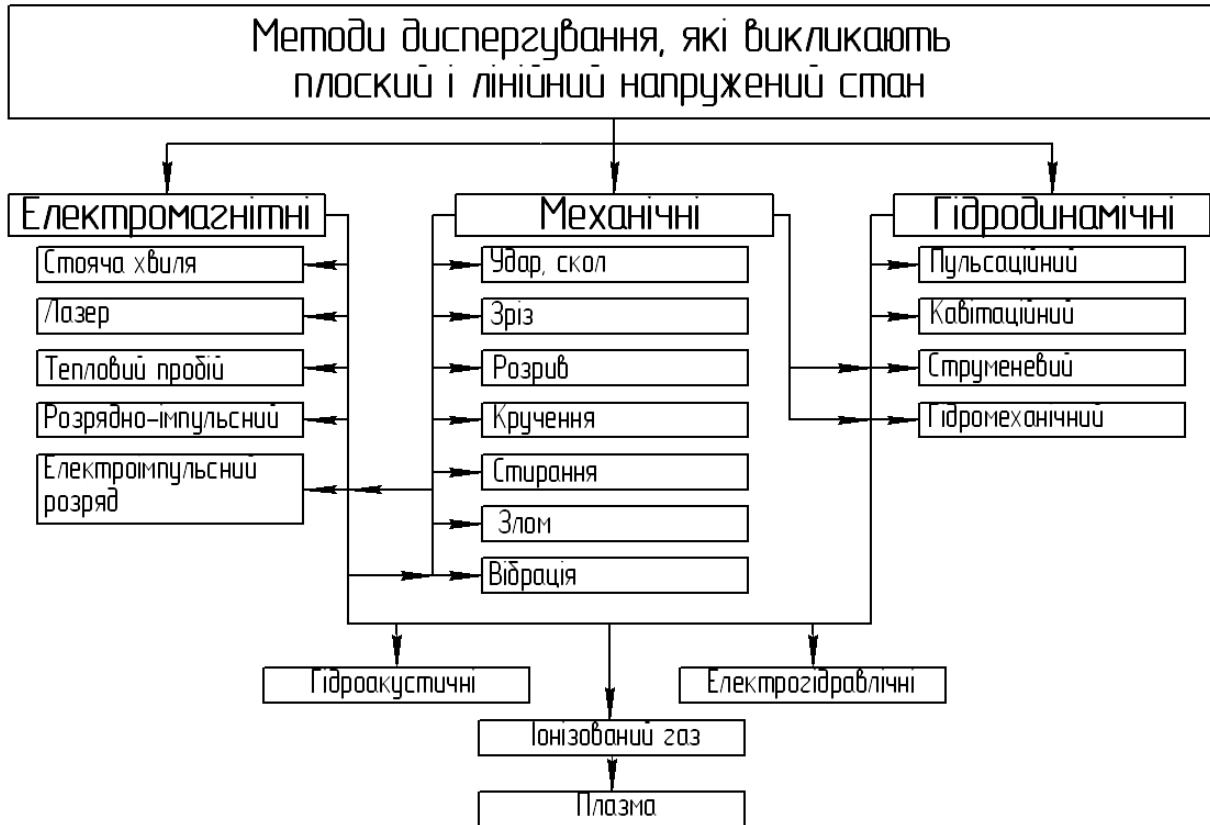 Методи диспергування, які викликають
плоский і лінійний напружений стан
Електромагнітні
Механічні
Гідродинамічні
Стояча хвиля
Лазер
Тепловий пробій
Розрядно-імпульсний
Електроімпульсний
розряд
Удар, скол
Зріз
Розрив
Кручення
Стирання
Злом
Вібрація
Пульсаційний
Кавітаційний
Струменевий
Гідромеханічний
Гідроакустичні
Електрогідравлічні
Іонізований газ
Плазма